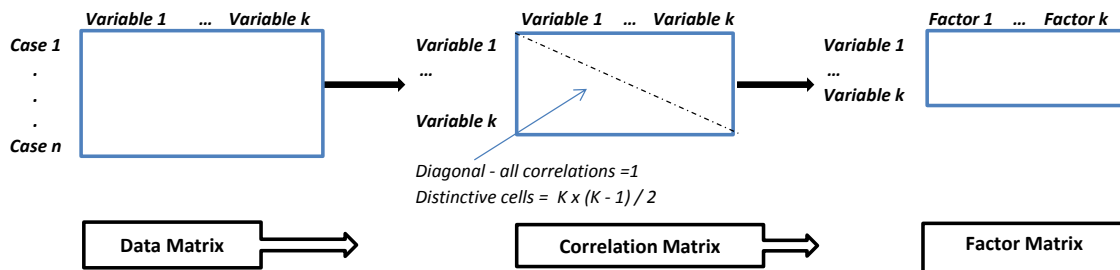 Variable 1 … Variable k
Case 1
.
.
.
Case n
Variable 1 … Variable k
Variable 1
…
Variable k
Diagonal - all correlations =1
Distinctive cells = K x (K - 1) / 2
Factor 1 … Factor k
Variable 1
…
Variable k
Data Matrix
Correlation Matrix
Factor Matrix